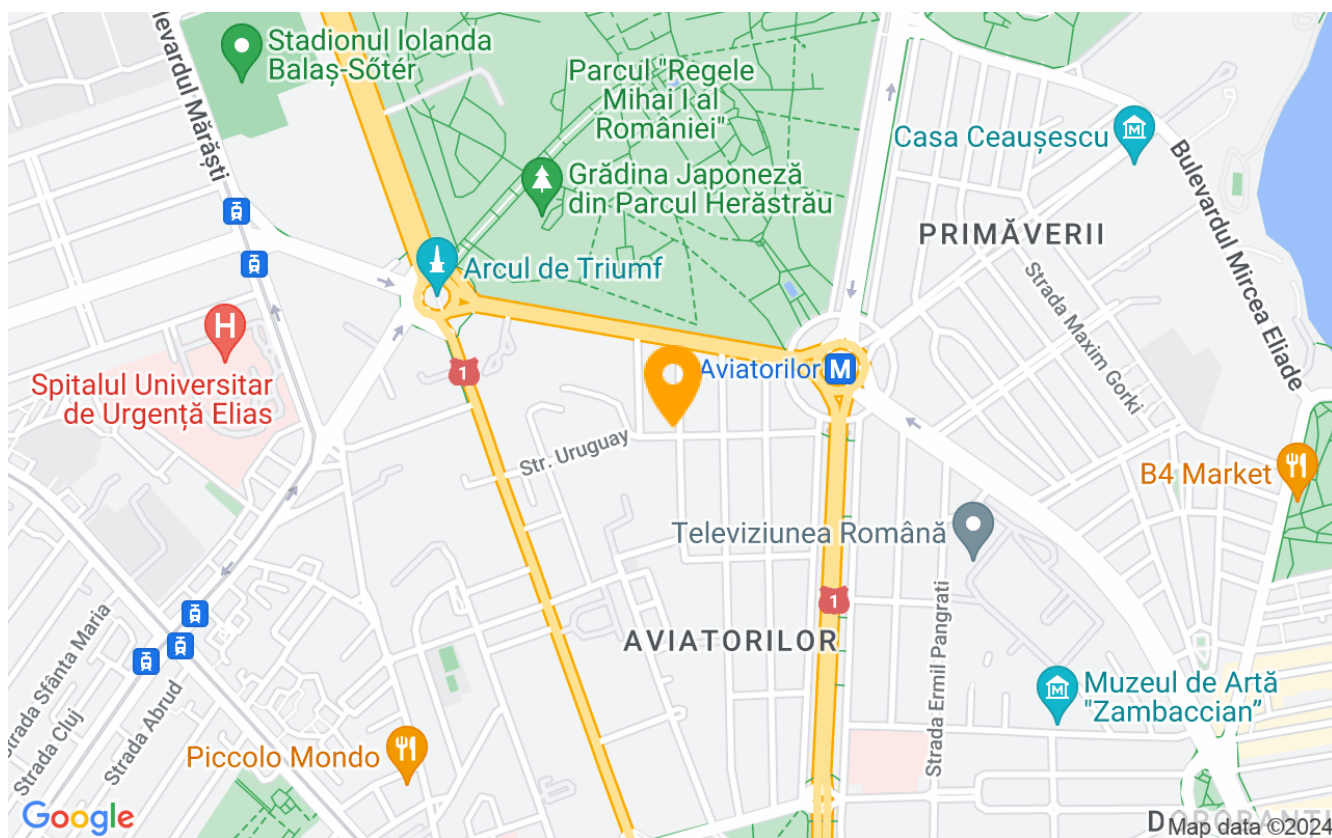 Bulevardul Mărăști
Stadionul Iolanda
Balaș-Sőtér
Parcul "Regele
Mihai I al
României"
Casa Ceaușescu
M
Grădina Japoneză
din Parcul Herăstrău
PRIMĂVERII
Bulevardul Mircea Eliade
Arcul de Triumf
Strada Maxim Gorki
H
Spitalul Universitar
de Urgență Elias
1
Aviatorilor
M
Str. Uruguay
B4 Market
Televiziunea Română
1
Strada Ermil Pangrati
AVIATORILOR
Strada Sfânta Maria
Strada Cluj
Strada Abrud
M
Muzeul de Artă
"Zambaccian”
Piccolo Mondo
Google
Map data ©2024